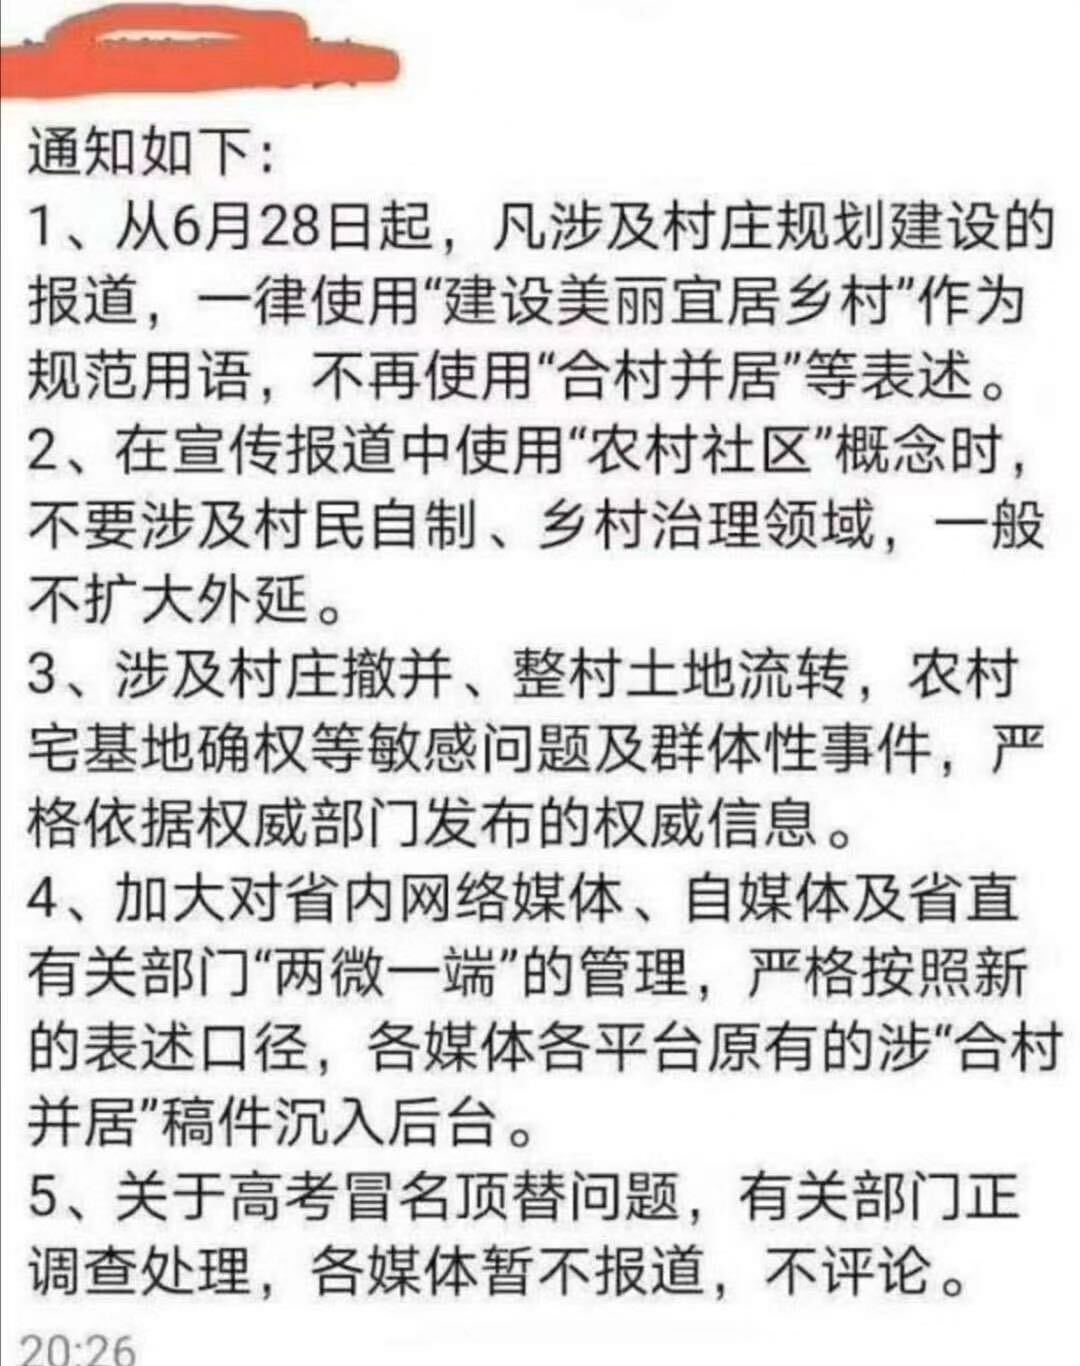 通知如下：
1、从6月28日起，凡涉及村庄规划建设的
报道，一律使用“建设美丽宜居乡村”作为
规范用语，不再使用“合村并居”等表述。
2、在宣传报道中使用“农村社区”概念时，
不要涉及村民自制、乡村治理领域，一般
不扩大外延。
3、涉及村庄撤并、整村土地流转，农村
宅基地确权等敏感问题及群体性事件，严
格依据权威部门发布的权威信息。
4、加大对省内网络媒体、自媒体及省直
有关部门“两微一端”的管理，严格按照新
的表述口径，各媒体各平台原有的涉“合村
并居”稿件沉入后台。
5、关于高考冒名顶替问题，有关部门正
调查处理，各媒体暂不报道，不评论。
20:26